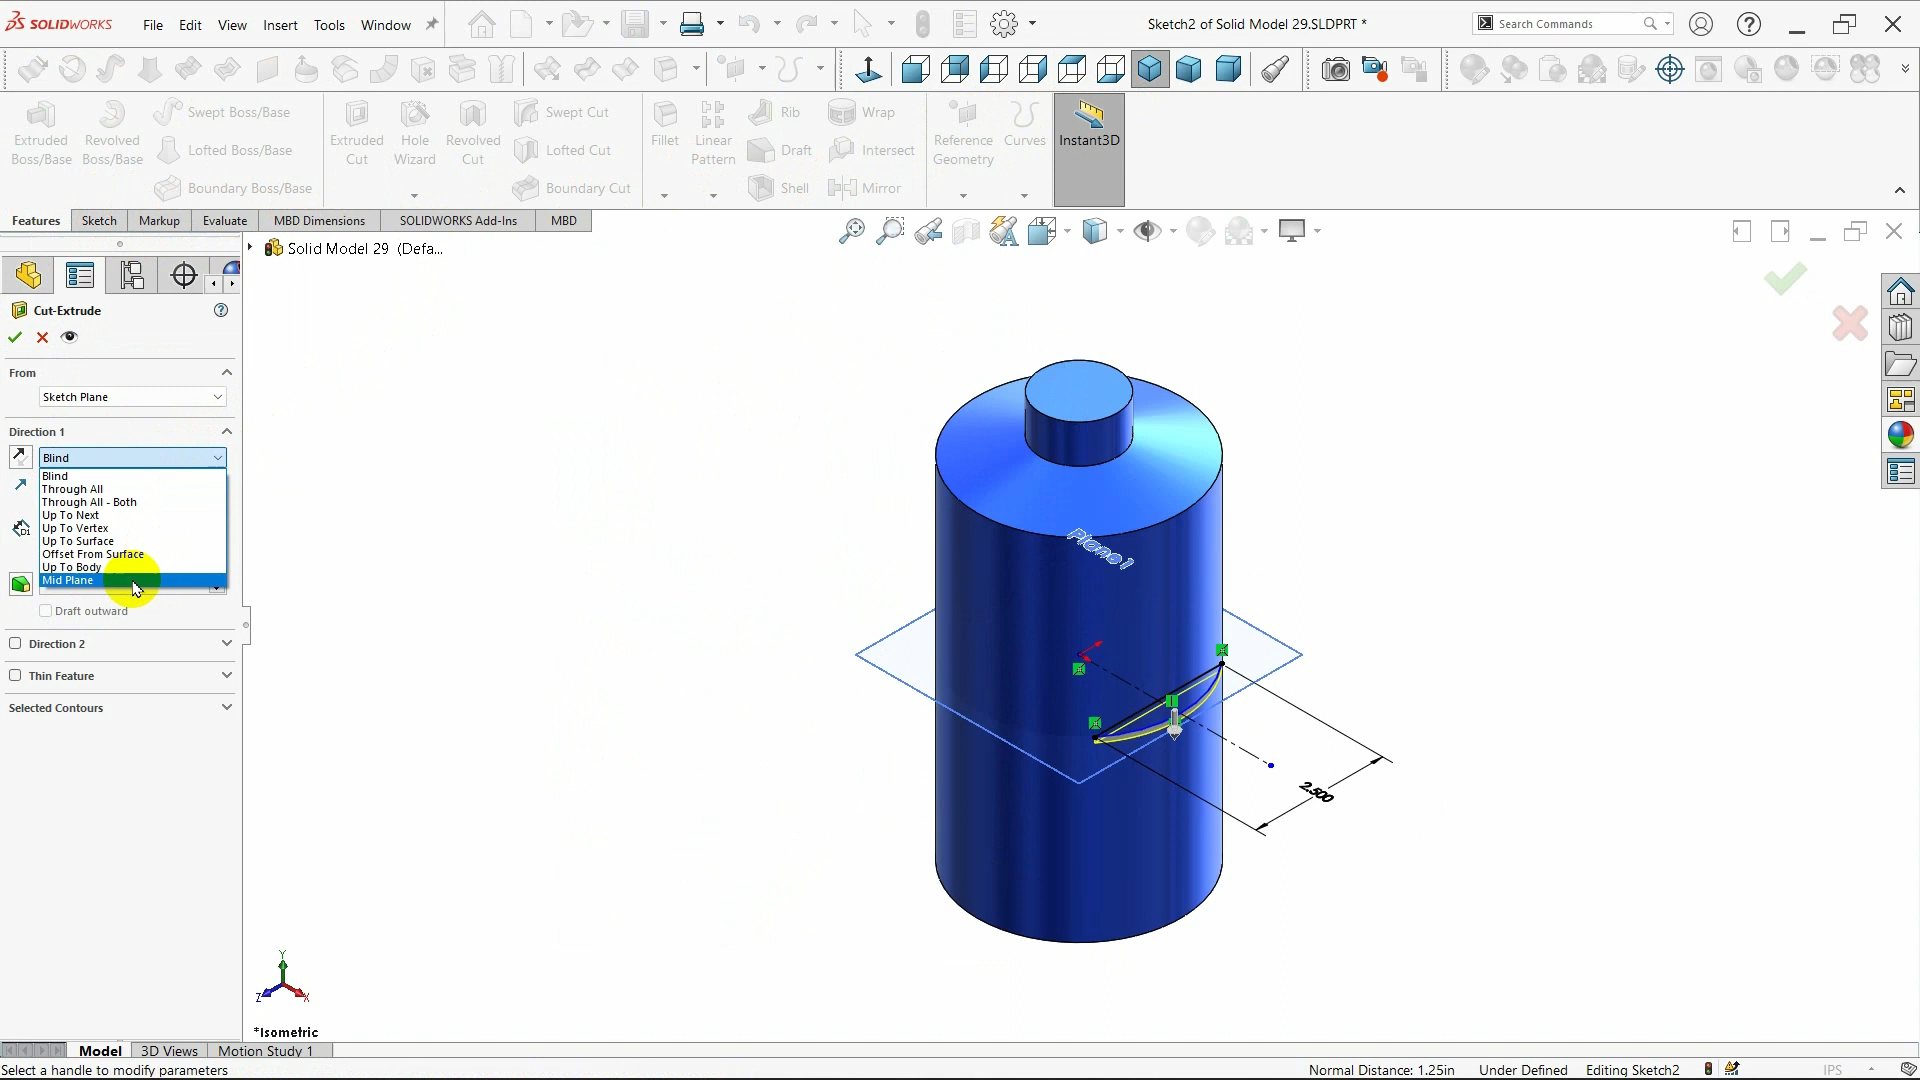 SOLIDWORKS File Edit View Insert Tools Window Sketch2 of Solid Model 29.SLDPRT * Search Commands
Extruded Boss/Base
Revolved Boss/Base
Swept Boss/Base
Lofted Boss/Base
Boundary Boss/Base
Extruded Cut
Hole Wizard
Revolved Cut
Swept Cut
Lofted Cut
Boundary Cut
Fillet
Linear Pattern
Rib
Draft
Shell
Wrap
Intersect
Mirror
Reference Geometry
Curves
Instant3D
Features Sketch Markup Evaluate MBD Dimensions SOLIDWORKS Add-Ins MBD
Solid Model 29 (Defa...
Cut-Extrude
From
Sketch Plane
Direction 1
Blind
Blind
Through All
Through All - Both
Up To Next
Up To Vertex
Up To Surface
Offset From Surface
Up To Body
Mid Plane
Draft outward
Direction 2
Thin Feature
Selected Contours
Plane1
2.500
Y
Z
X
*Isometric
Model 3D Views Motion Study 1
Select a handle to modify parameters Normal Distance: 1.25in Under Defined Editing Sketch2 IPS